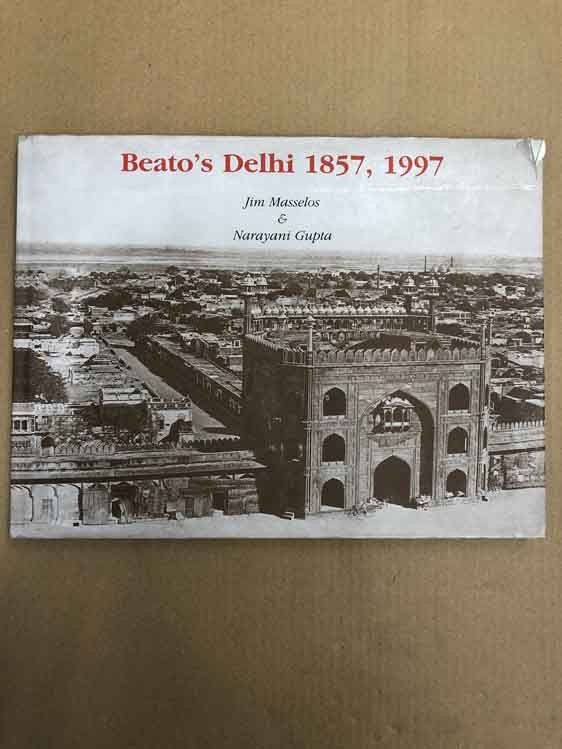 Beato's Delhi 1857, 1997
Jim Masselos
&
Narayani Gupta